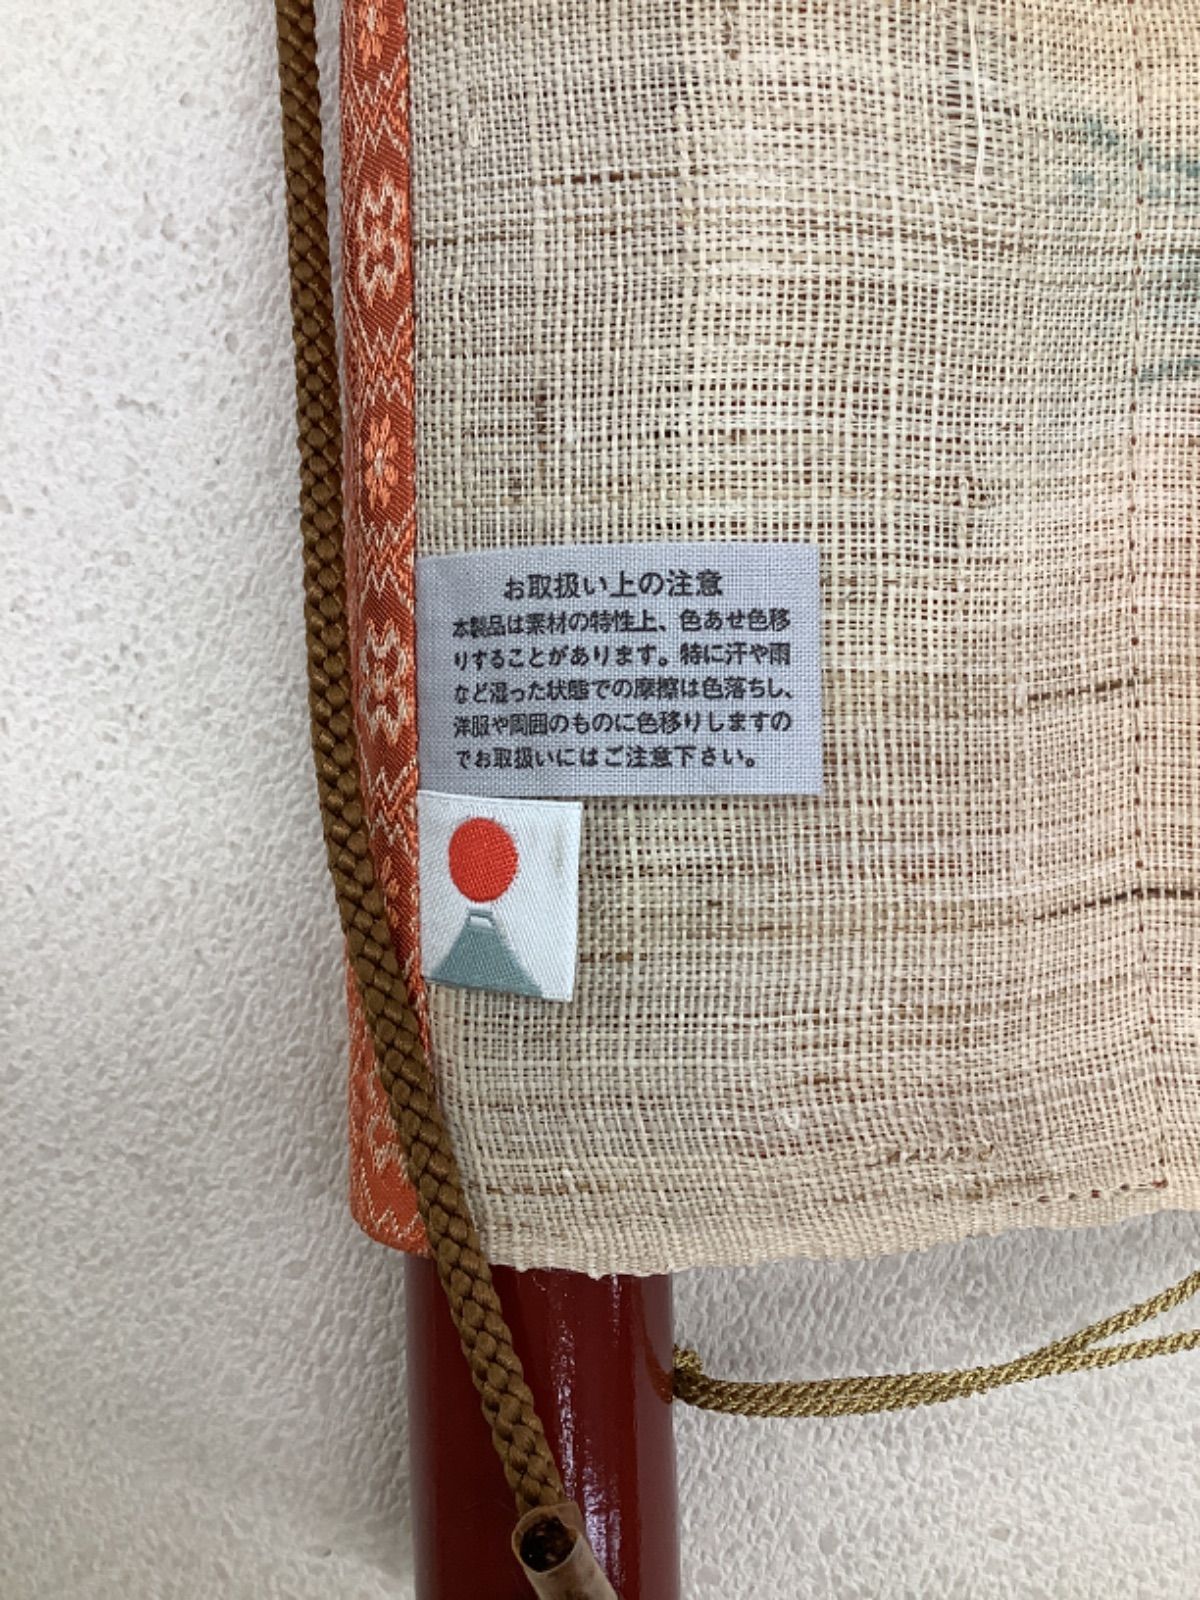 お取扱い上の注意
本製品は素材の特性上、色あせ色移
りすることがあります。特に汗や雨
など湿った状態での摩擦は色落ちし、
洋服や周囲のものに色移りしますの
でお取扱いにはご注意下さい。